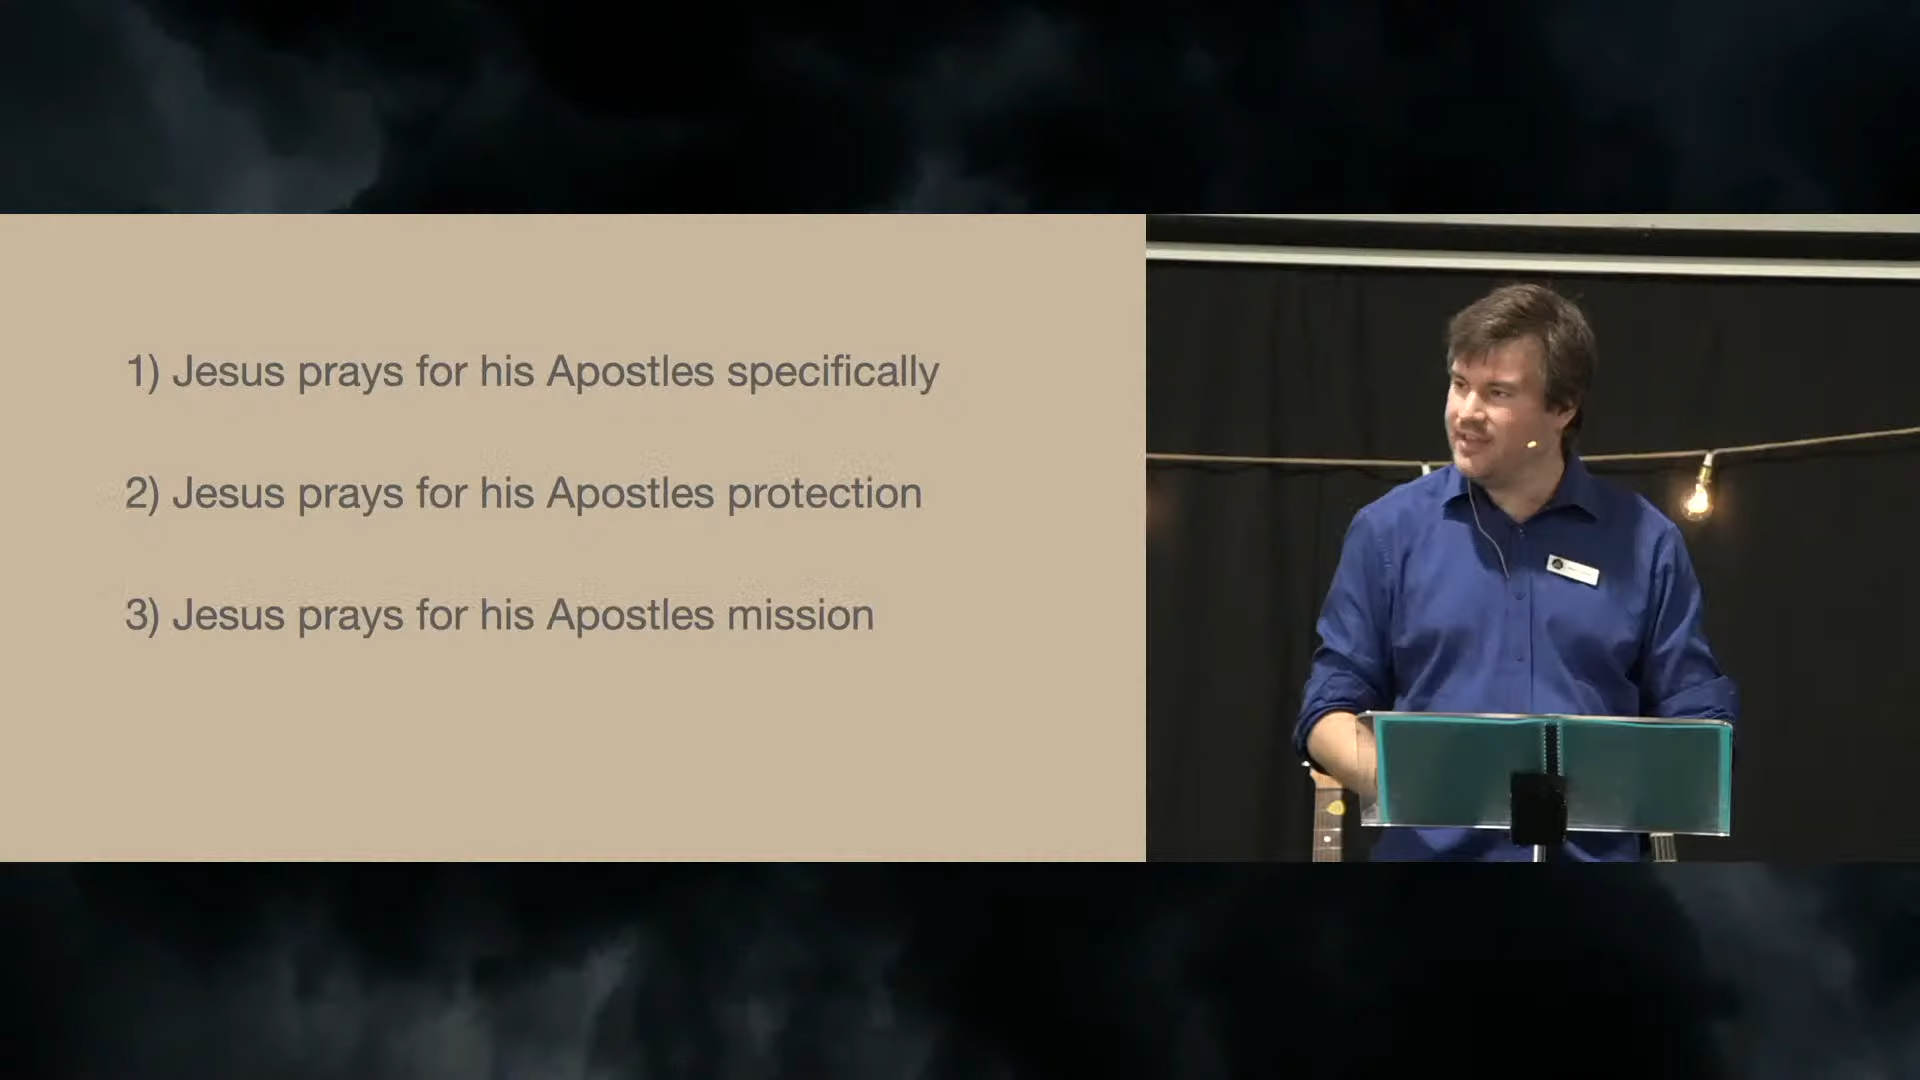 1) Jesus prays for his Apostles specifically
2) Jesus prays for his Apostles protection
3) Jesus prays for his Apostles mission